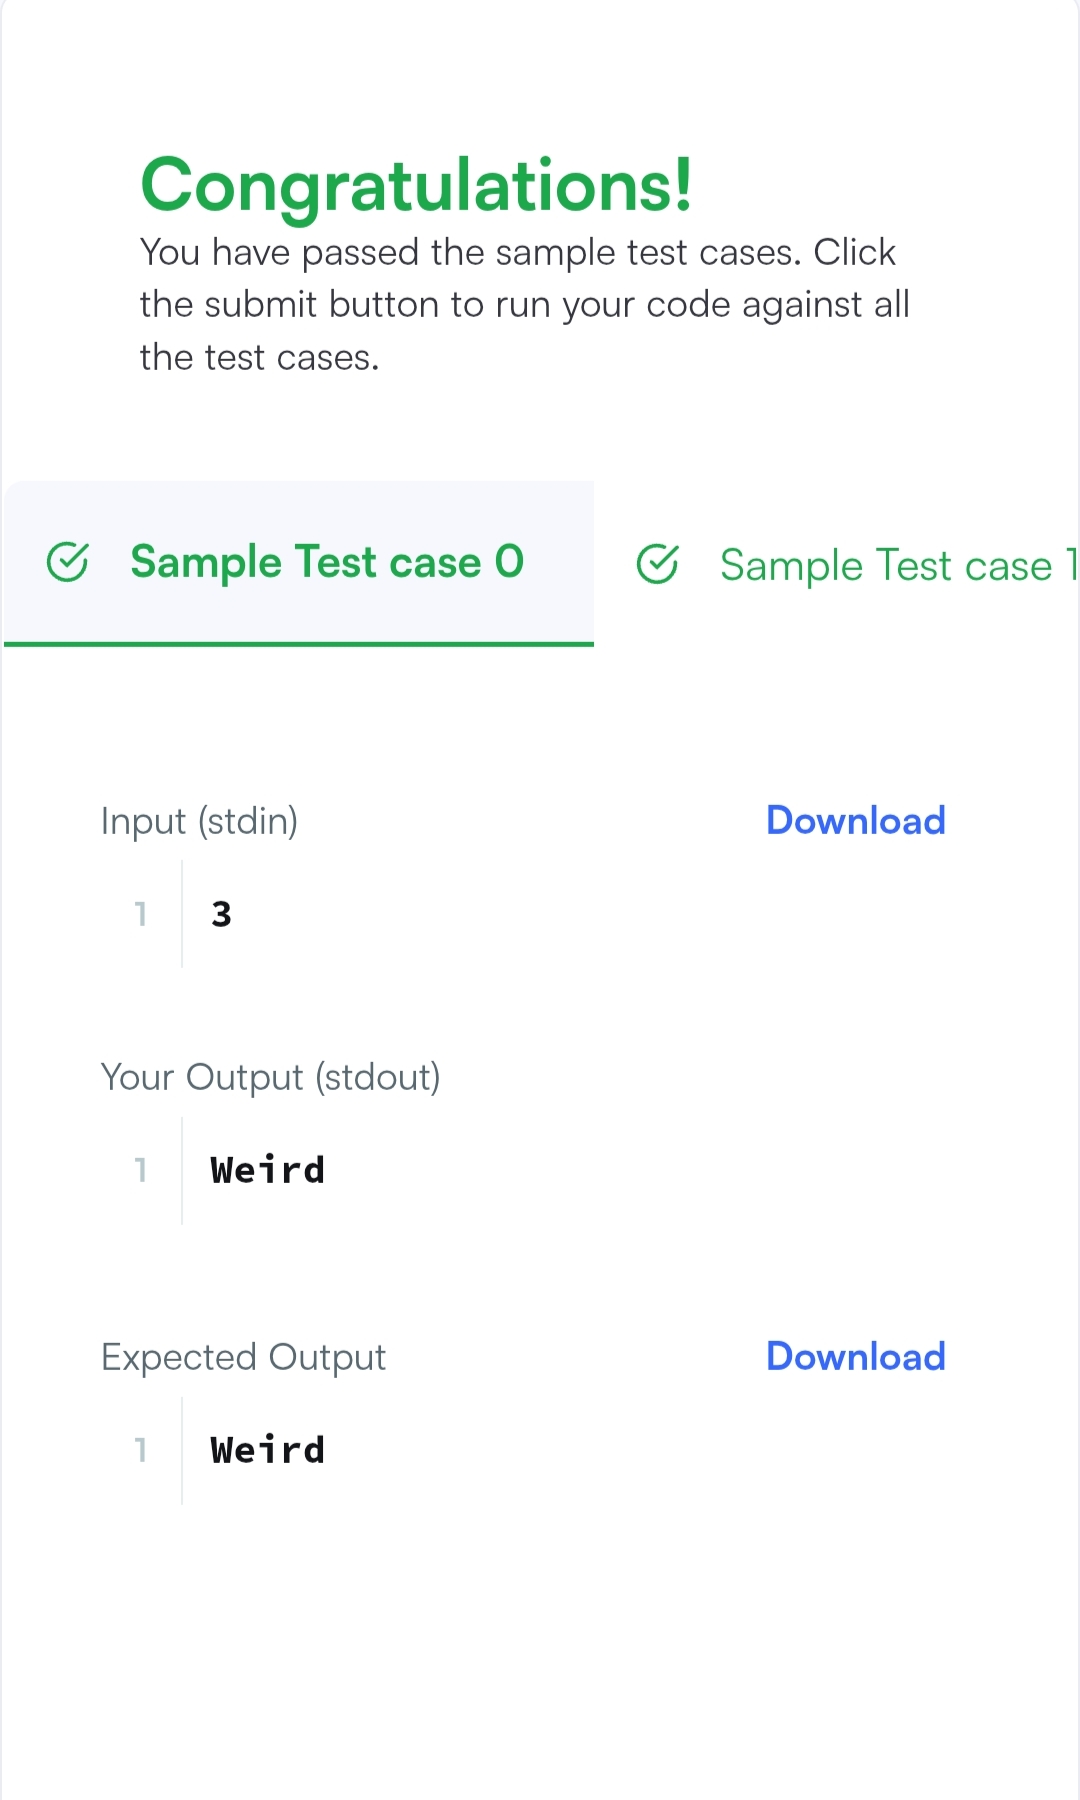 Congratulations!
You have passed the sample test cases. Click
the submit button to run your code against all
the test cases.
Sample Test case 0
Sample Test case 1
Input (stdin)
Download
1
3
Your Output (stdout)
1
Weird
Expected Output
Download
1
Weird